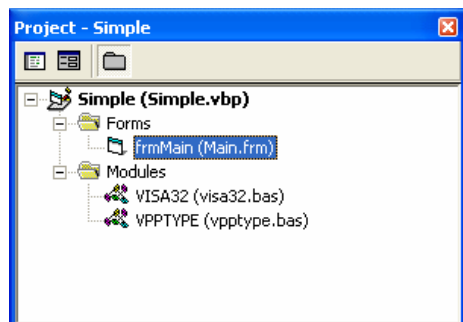 Project - Simple
Simple (Simple.vbp)
Forms
frmMain (Main.frm)
Modules
VISA32 (visa32.bas)
VPPTYPE (vpptype.bas)